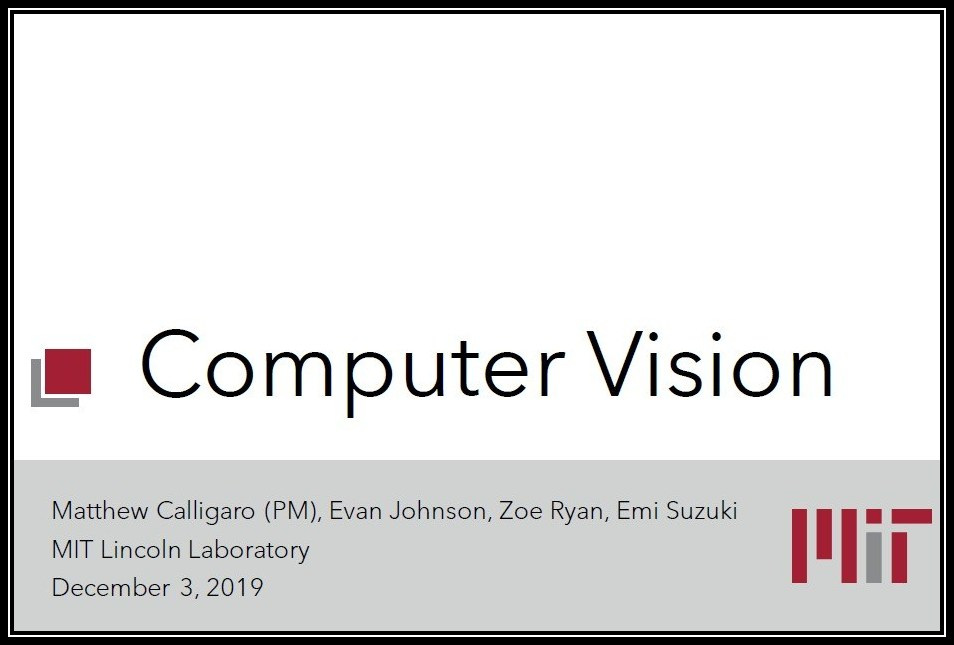 Computer Vision
Matthew Calligaro (PM), Evan Johnson, Zoe Ryan, Emi Suzuki
MIT Lincoln Laboratory
December 3, 2019
MIT